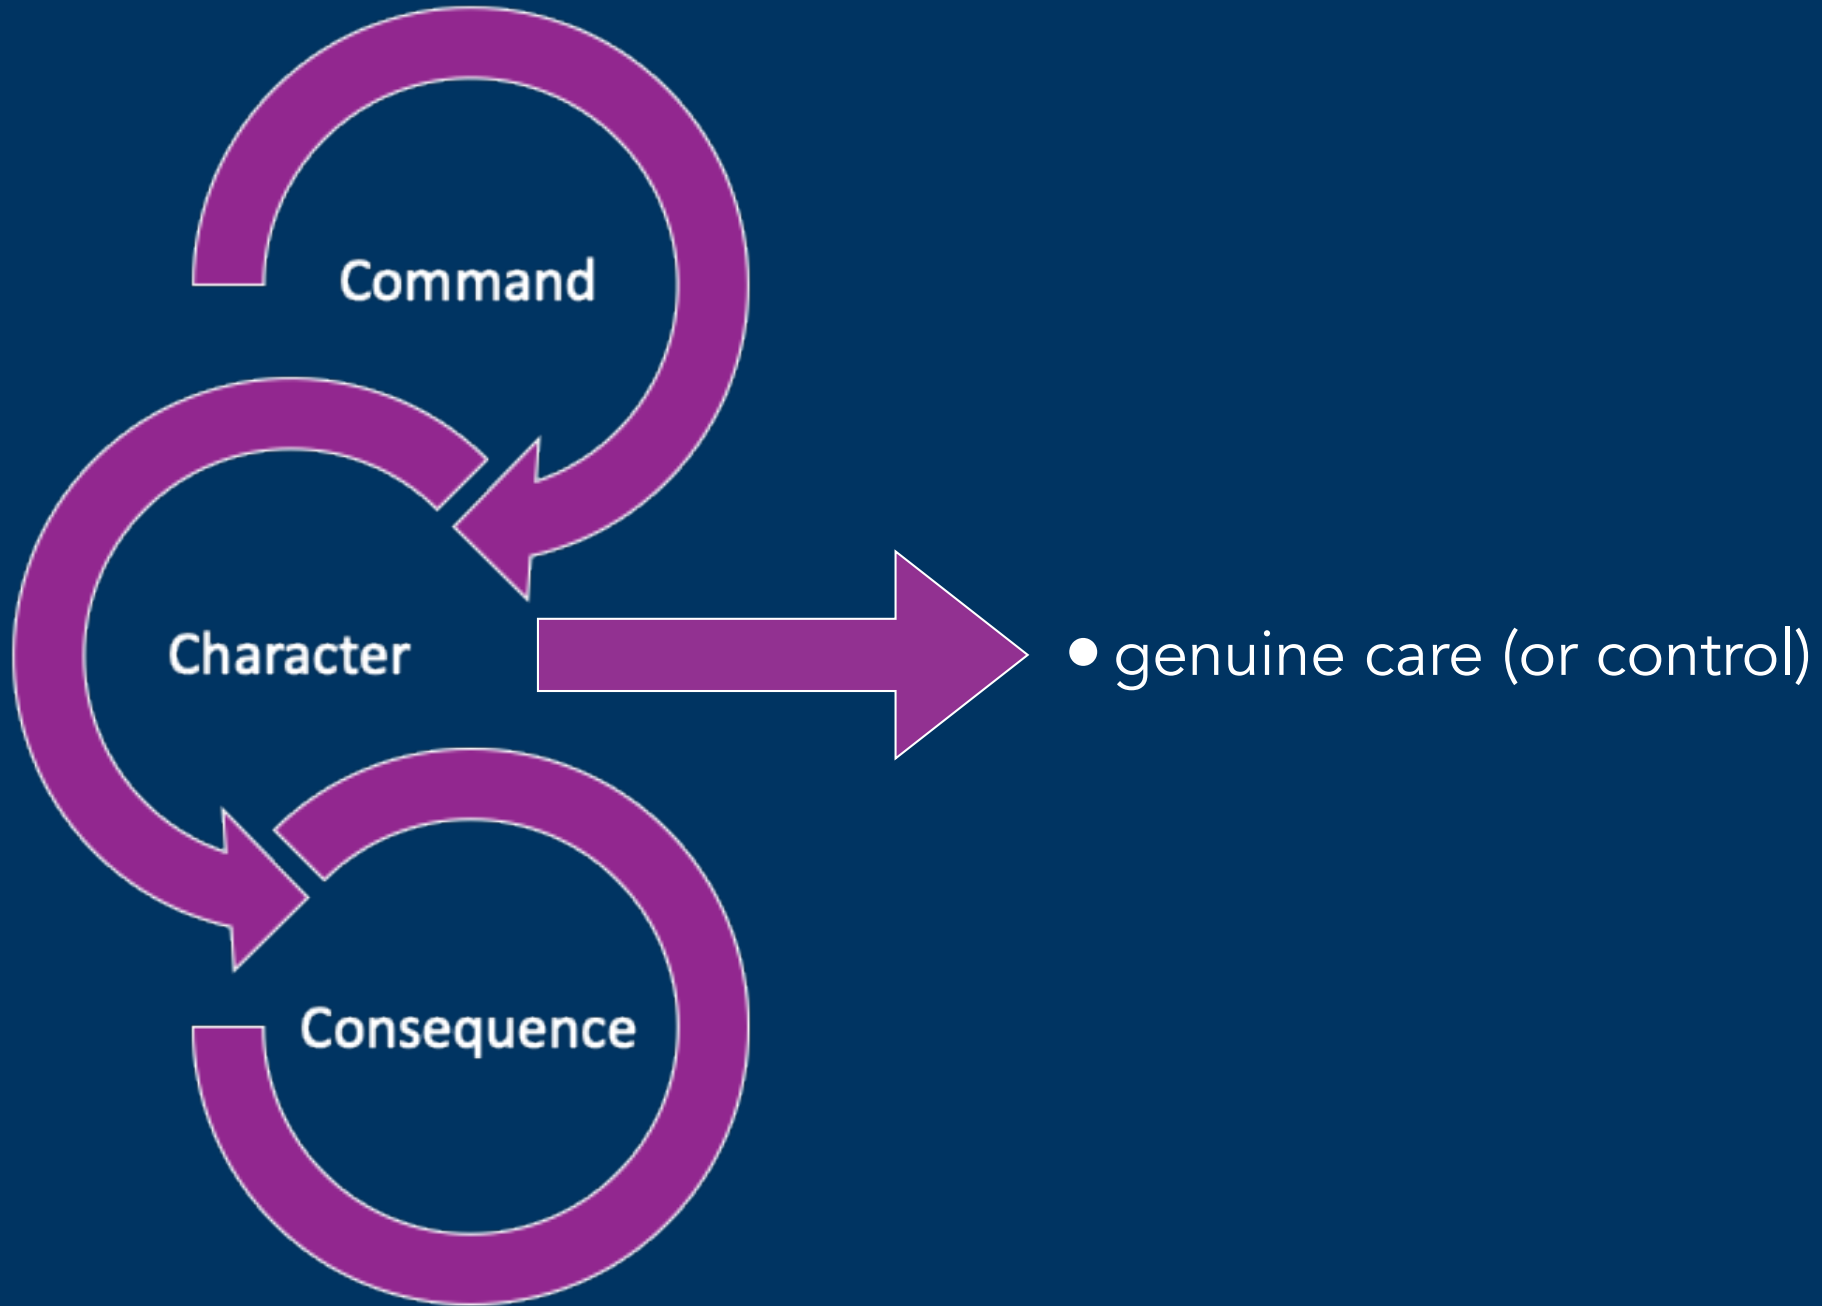 Command
Character
• genuine care (or control)
Consequence